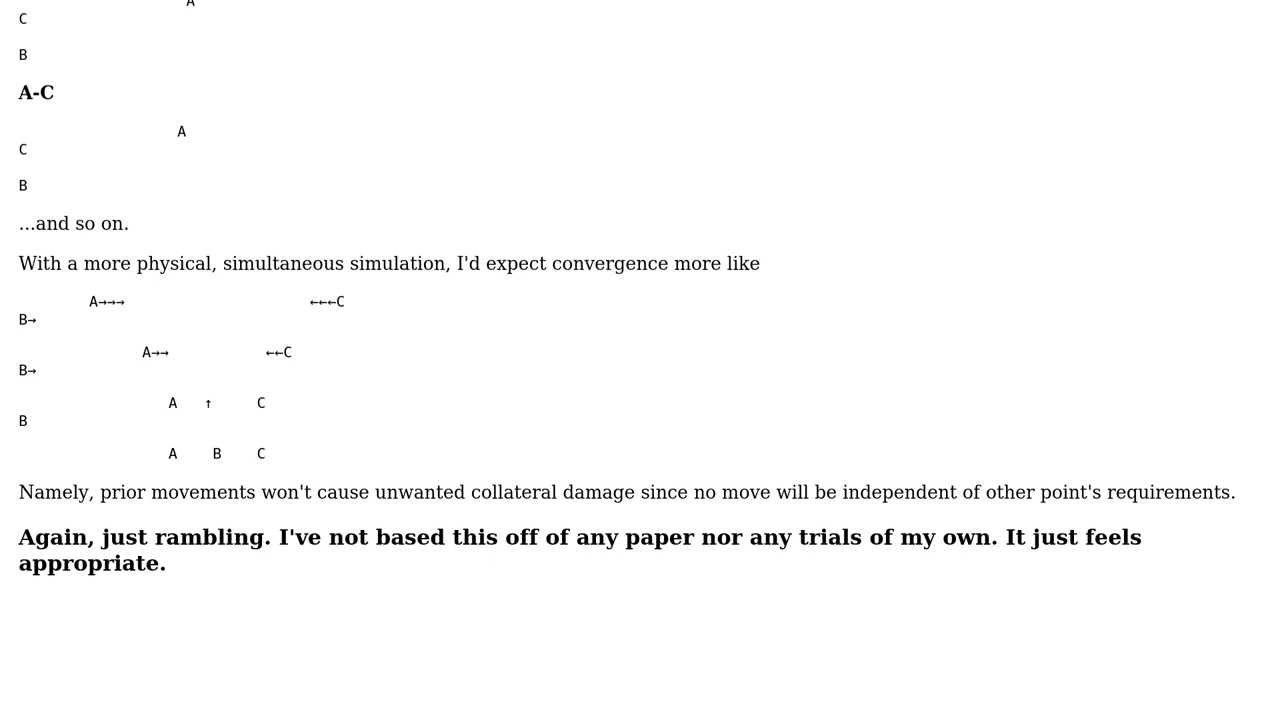 A
C
B
A-C
A
C
B
...and so on.
With a more physical, simultaneous simulation, I'd expect convergence more like
A→→→                     ←←←C
B→
A→→           ←←C
B→
A   ↑     C
B
A    B    C
Namely, prior movements won't cause unwanted collateral damage since no move will be independent of other point's requirements.
Again, just rambling. I've not based this off of any paper nor any trials of my own. It just feels
appropriate.